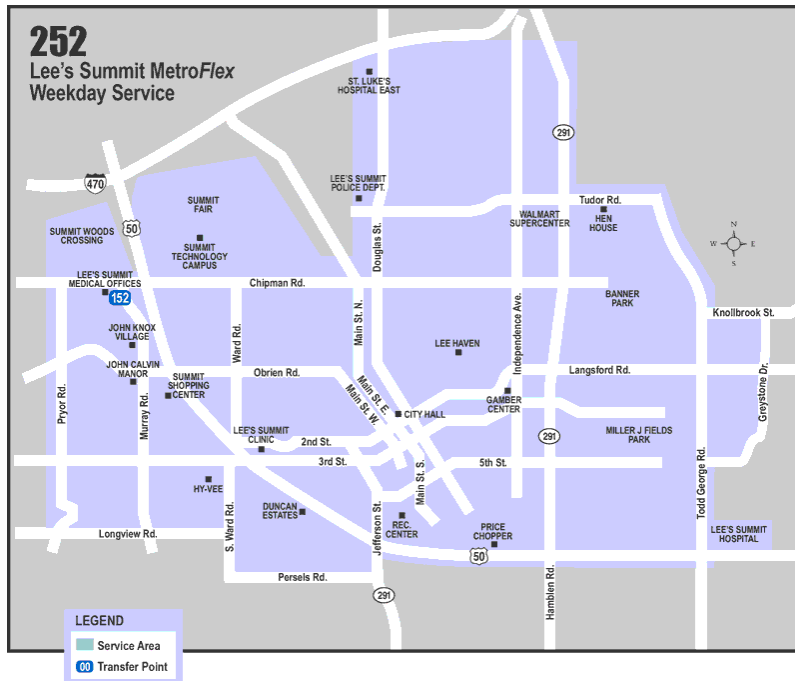 252
Lee's Summit MetroFlex
Weekday Service
ST. LUKE'S
HOSPITAL EAST
291
470
LEE'S SUMMIT
POLICE DEPT.
Tudor Rd.
SUMMIT
FAIR
WALMART
SUPERCENTER
HEN
HOUSE
50
SUMMIT WOODS
CROSSING
Douglas St.
N
W
E
S
SUMMIT
TECHNOLOGY
CAMPUS
LEE'S SUMMIT
MEDICAL OFFICES
152
Chipman Rd.
BANNER
PARK
Main St. N.
Independence Ave.
Knollbrook St.
JOHN KNOX
VILLAGE
Ward Rd.
LEE HAVEN
JOHN CALVIN
MANOR
SUMMIT
SHOPPING
CENTER
Obrien Rd.
Langsford Rd.
Pryor Rd.
Murray Rd.
Main St. E.
Main St. W.
CITY HALL
GAMBER
CENTER
Greystone Dr.
LEE'S SUMMIT
CLINIC
2nd St.
291
MILLER J FIELDS
PARK
3rd St.
5th St.
HY-VEE
Main St. S.
Todd George Rd.
S. Ward Rd.
DUNCAN
ESTATES
Jefferson St.
REC.
CENTER
PRICE
CHOPPER
LEE'S SUMMIT
HOSPITAL
Longview Rd.
50
Persels Rd.
291
Hamblen Rd.
LEGEND
Service Area
00 Transfer Point